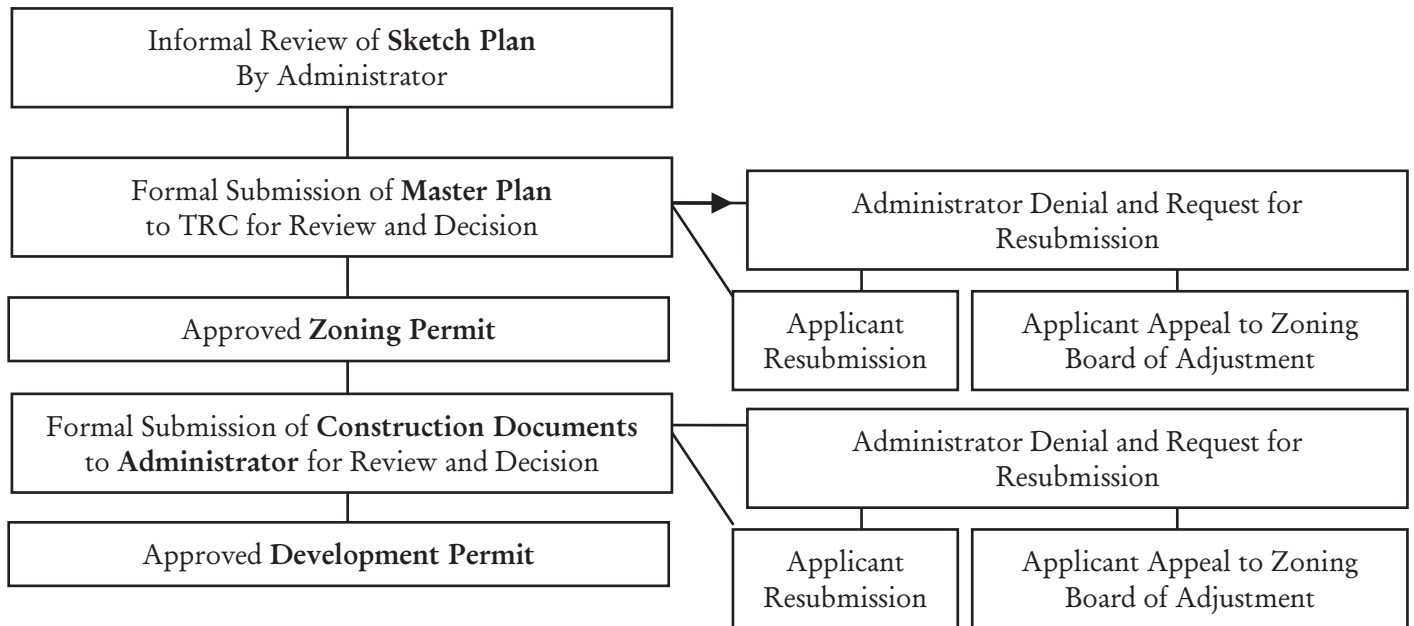 Informal Review of Sketch Plan
By Administrator
Formal Submission of Master Plan
to TRC for Review and Decision
Administrator Denial and Request for
Resubmission
Applicant
Resubmission
Applicant Appeal to Zoning
Board of Adjustment
Approved Zoning Permit
Formal Submission of Construction Documents
to Administrator for Review and Decision
Administrator Denial and Request for
Resubmission
Applicant
Resubmission
Applicant Appeal to Zoning
Board of Adjustment
Approved Development Permit